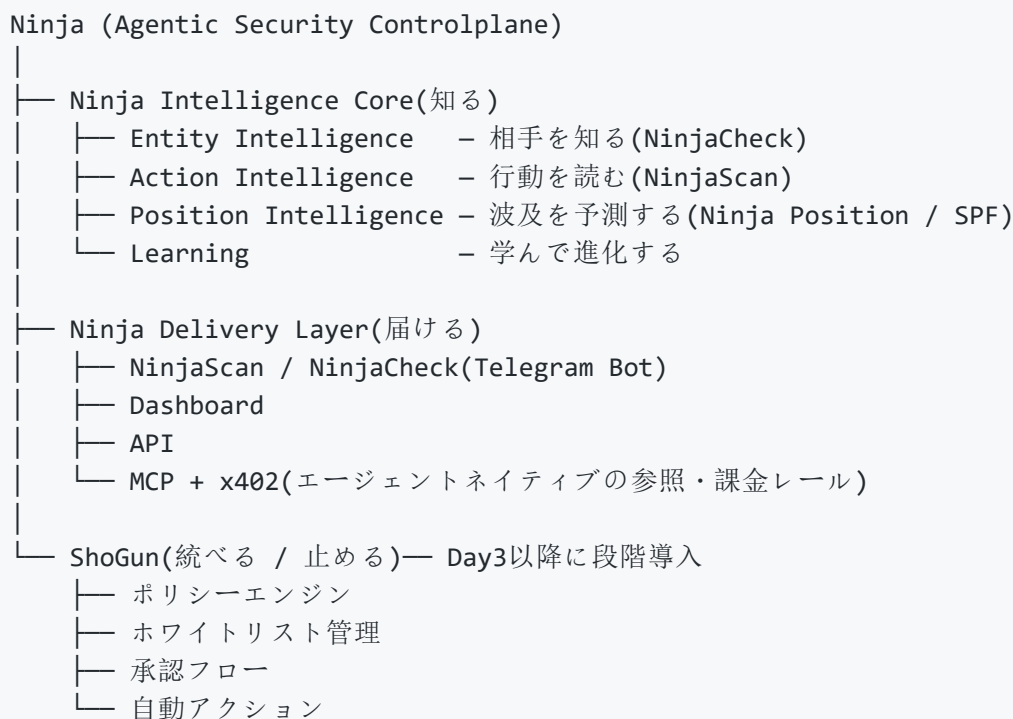 Ninja (Agentic Security Controlplane)
│
├── Ninja Intelligence Core(知る)
│   ├── Entity Intelligence   — 相手を知る(NinjaCheck)
│   ├── Action Intelligence   — 行動を読む(NinjaScan)
│   ├── Position Intelligence — 波及を予測する(Ninja Position / SPF)
│   └── Learning              — 学んで進化する
│
├── Ninja Delivery Layer(届ける)
│   ├── NinjaScan / NinjaCheck(Telegram Bot)
│   ├── Dashboard
│   ├── API
│   └── MCP + x402(エージェントネイティブの参照・課金レール)
│
└── ShoGun(統べる / 止める)── Day3以降に段階導入
    ├── ポリシーエンジン
    ├── ホワイトリスト管理
    ├── 承認フロー
    └── 自動アクション